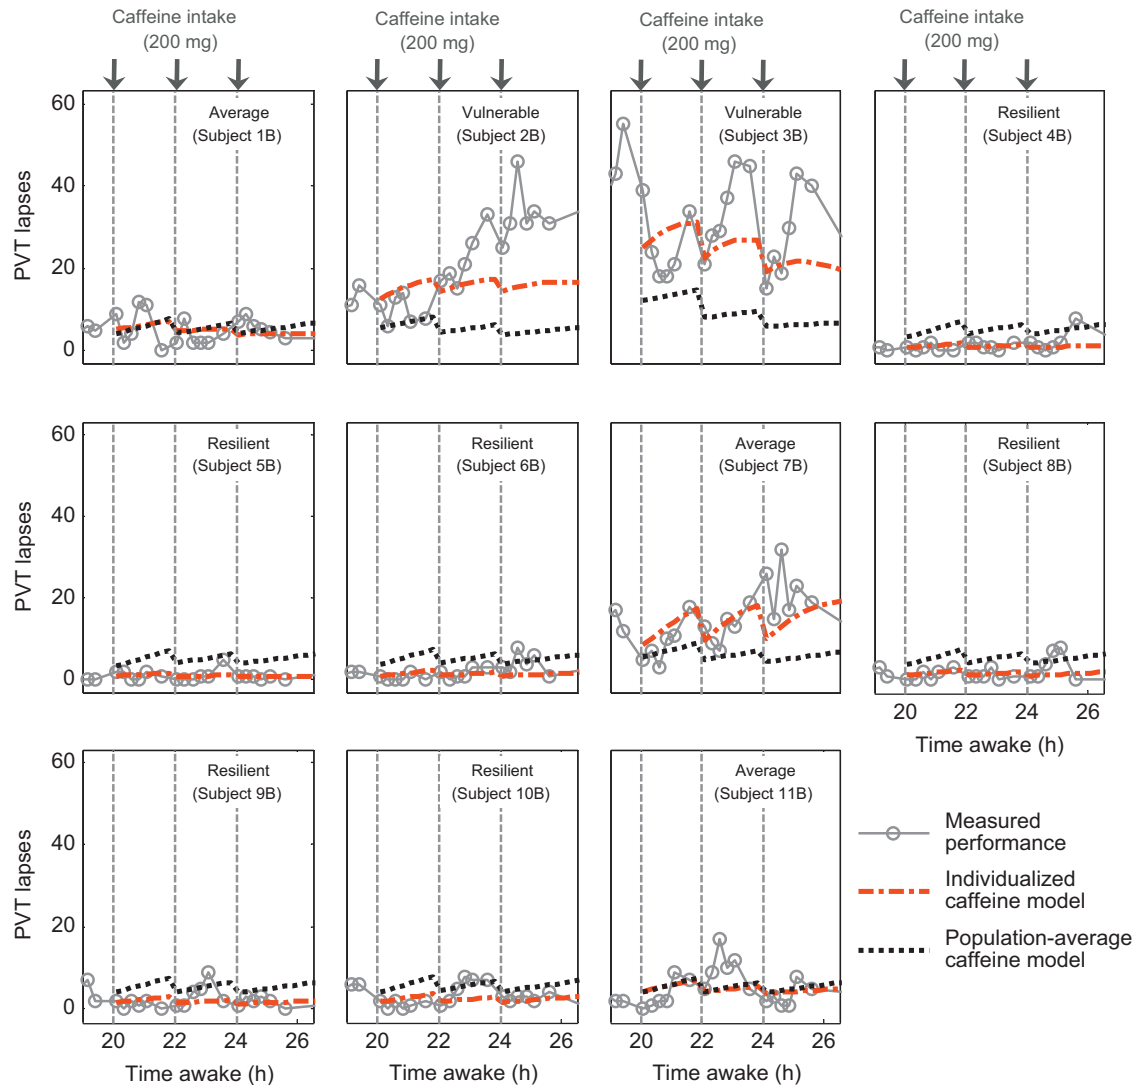 Caffeine intake
(200 mg)
Caffeine intake
(200 mg)
Caffeine intake
(200 mg)
Caffeine intake
(200 mg)
PVT lapses
60
40
20
0
Average
(Subject 1B)
Vulnerable
(Subject 2B)
Vulnerable
(Subject 3B)
Resilient
(Subject 4B)
PVT lapses
60
40
20
0
Resilient
(Subject 5B)
Resilient
(Subject 6B)
Average
(Subject 7B)
Resilient
(Subject 8B)
20 22 24 26
Time awake (h)
PVT lapses
60
40
20
0
Resilient
(Subject 9B)
Resilient
(Subject 10B)
Average
(Subject 11B)
20 22 24 26
Time awake (h)
20 22 24 26
Time awake (h)
20 22 24 26
Time awake (h)
Measured
performance
Individualized
caffeine model
Population-average
caffeine model